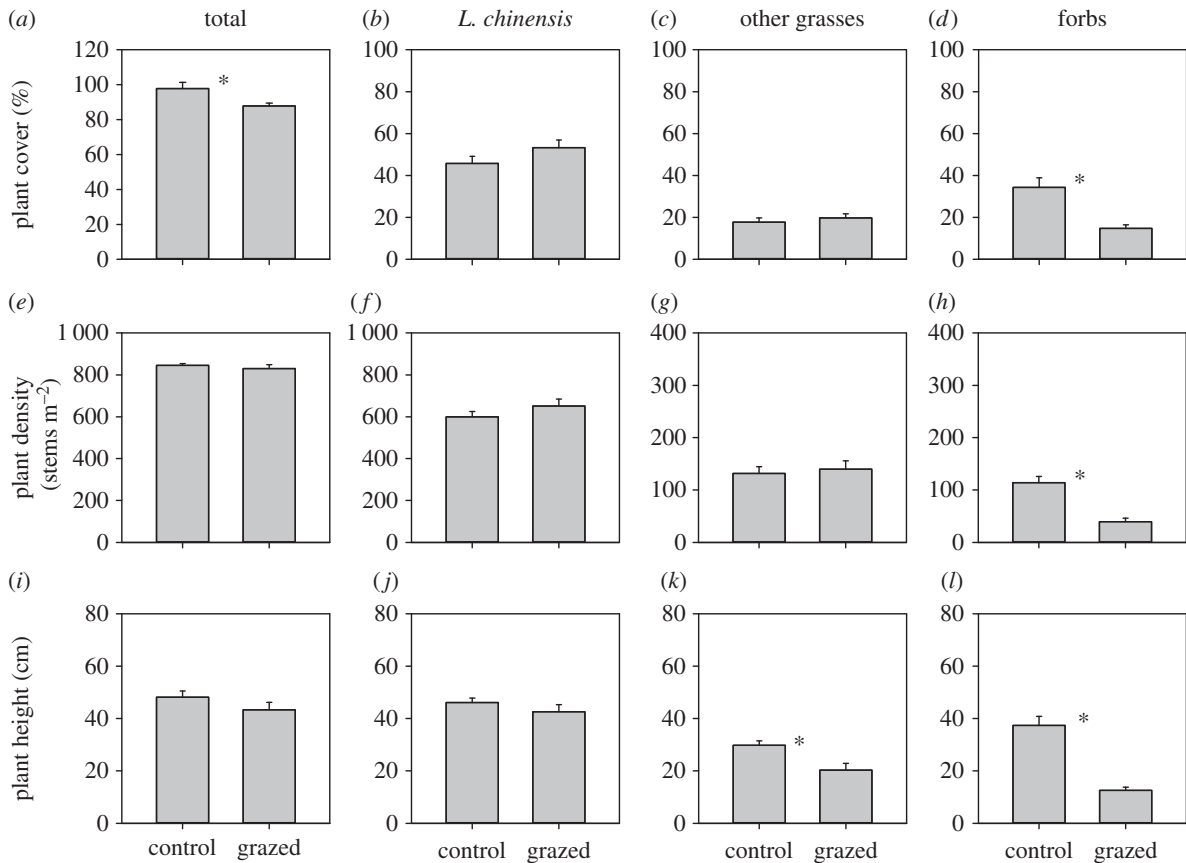 (a) total (b) L. chinensis (c) other grasses (d) forbs
plant cover (%)
120 100 80 60 40 20 0
*
100 80 60 40 20 0
100 80 60 40 20 0
100 80 60 40 20 0
*
(e) (f) (g) (h)
plant density
(stems m−2)
1 000 800 600 400 200 0
1 000 800 600 400 200 0
400 300 200 100 0
400 300 200 100 0
*
(i) (j) (k) (l)
plant height (cm)
80 60 40 20 0
80 60 40 20 0
80 60 40 20 0
*
80 60 40 20 0
*
control grazed control grazed control grazed control grazed